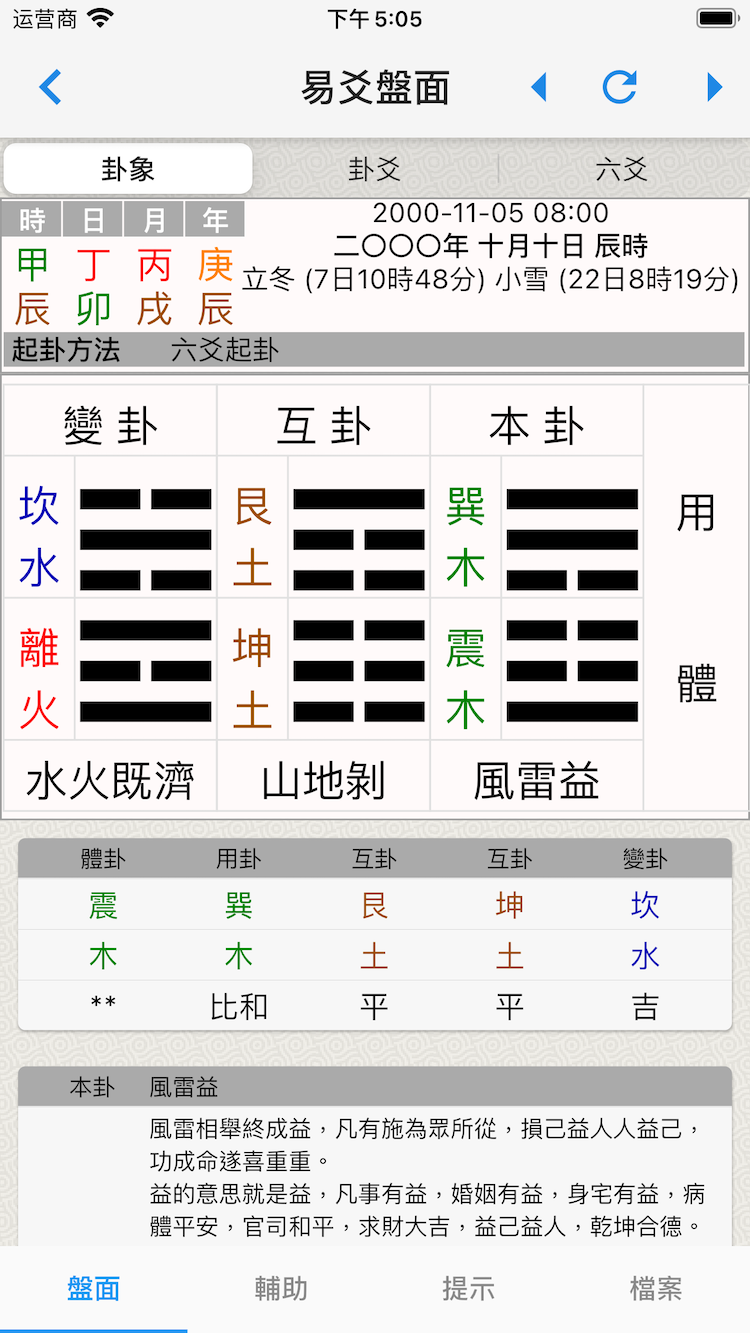 运营商 下午5:05
易爻盤面
卦象 卦爻 六爻
時 日 月 年
甲 丁 丙 庚
辰 卯 戌 辰
2000-11-05 08:00
二〇〇〇年 十月十日 辰時
立冬 (7日10時48分) 小雪 (22日8時19分)
起卦方法 六爻起卦
變卦 互卦 本卦
坎 艮 巽 用
水 土 木
離 坤 震 體
火 土 木
水火既濟 山地剝 風雷益
體卦 用卦 互卦 互卦 變卦
震 巽 艮 坤 坎
木 木 土 土 水
** 比和 平 平 吉
本卦 風雷益
風雷相舉終成益，凡有施為眾所從，損己益人人益己，
功成命遂喜重重。
益的意思就是益，凡事有益，婚姻有益，身宅有益，病
體平安，官司和平，求財大吉，益己益人，乾坤合德。
盤面 輔助 提示 檔案